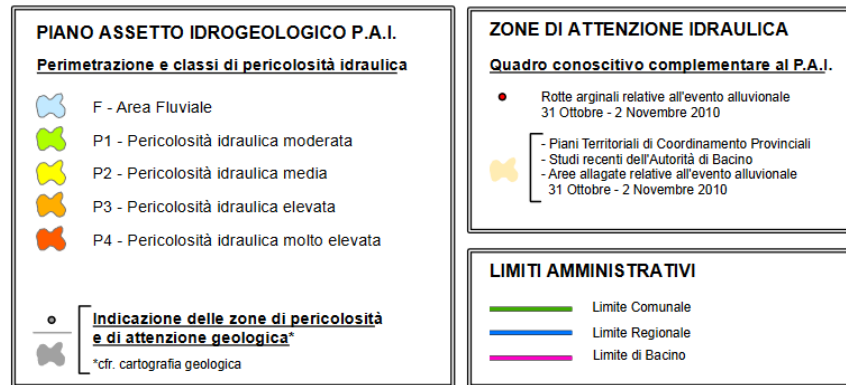 PIANO ASSETTO IDROGEOLOGICO P.A.I.
Perimetrazione e classi di pericolosità idraulica
F - Area Fluviale
P1 - Pericolosità idraulica moderata
P2 - Pericolosità idraulica media
P3 - Pericolosità idraulica elevata
P4 - Pericolosità idraulica molto elevata
Indicazione delle zone di pericolosità
e di attenzione geologica*
*cfr. cartografia geologica
ZONE DI ATTENZIONE IDRAULICA
Quadro conoscitivo complementare al P.A.I.
Rotte arginali relative all'evento alluvionale
31 Ottobre - 2 Novembre 2010
- Piani Territoriali di Coordinamento Provinciali
- Studi recenti dell'Autorità di Bacino
- Aree allagate relative all'evento alluvionale
31 Ottobre - 2 Novembre 2010
LIMITI AMMINISTRATIVI
Limite Comunale
Limite Regionale
Limite di Bacino